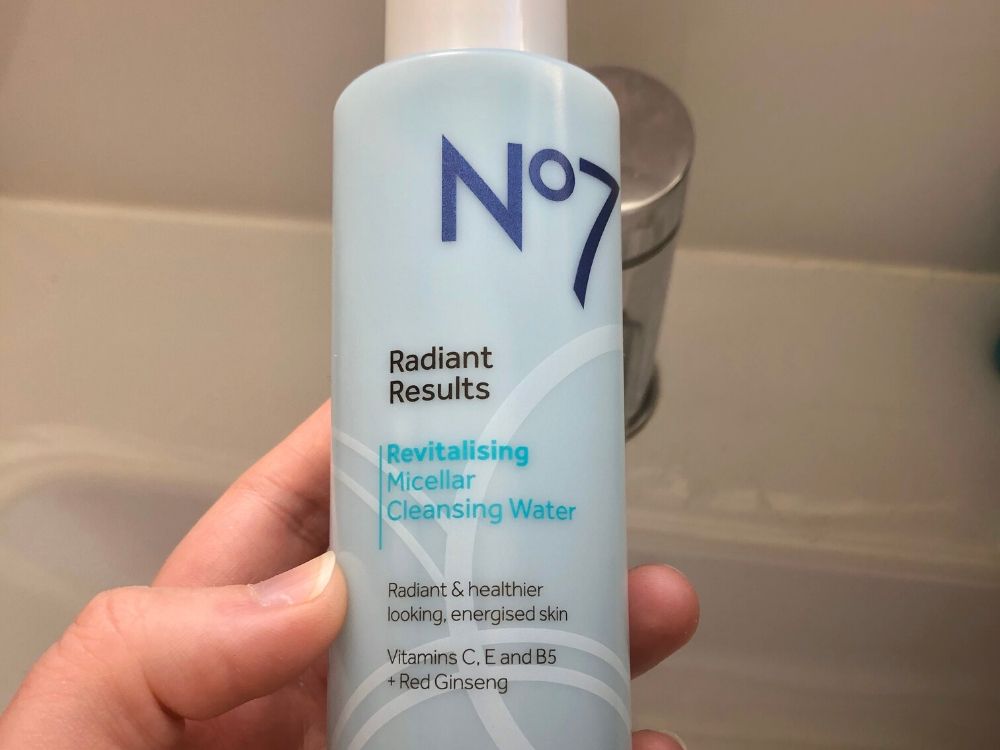 No7
Radiant
Results
Revitalising
Micellar
Cleansing Water
Radiant & healthier
looking, energised skin
Vitamins C, E and B5
+ Red Ginseng